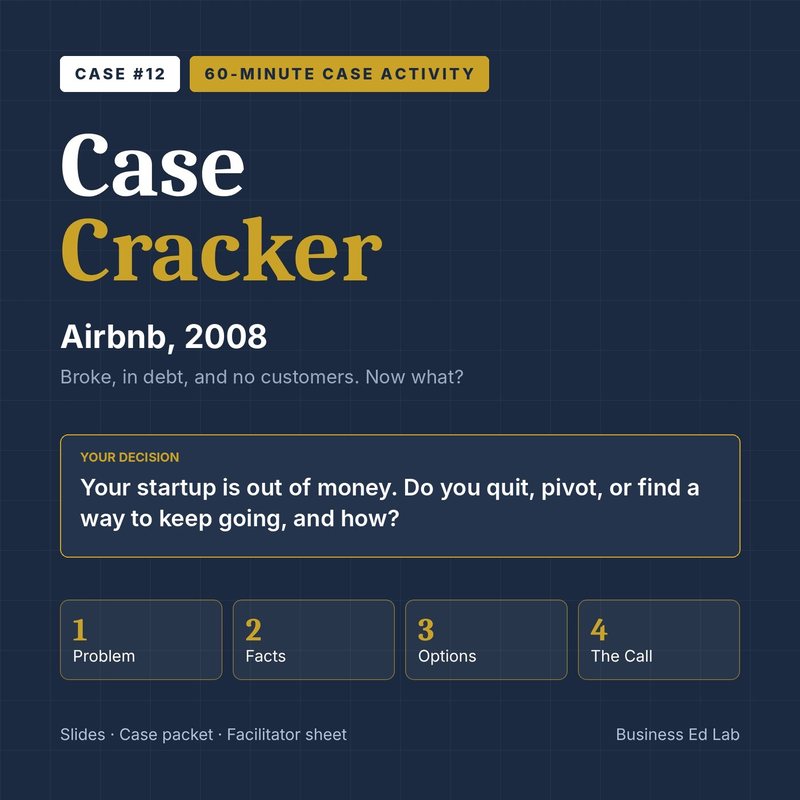 CASE #12
60-MINUTE CASE ACTIVITY
Case
Cracker
Airbnb, 2008
Broke, in debt, and no customers. Now what?
YOUR DECISION
Your startup is out of money. Do you quit, pivot, or find a
way to keep going, and how?
1
Problem
2
Facts
3
Options
4
The Call
Slides · Case packet · Facilitator sheet
Business Ed Lab